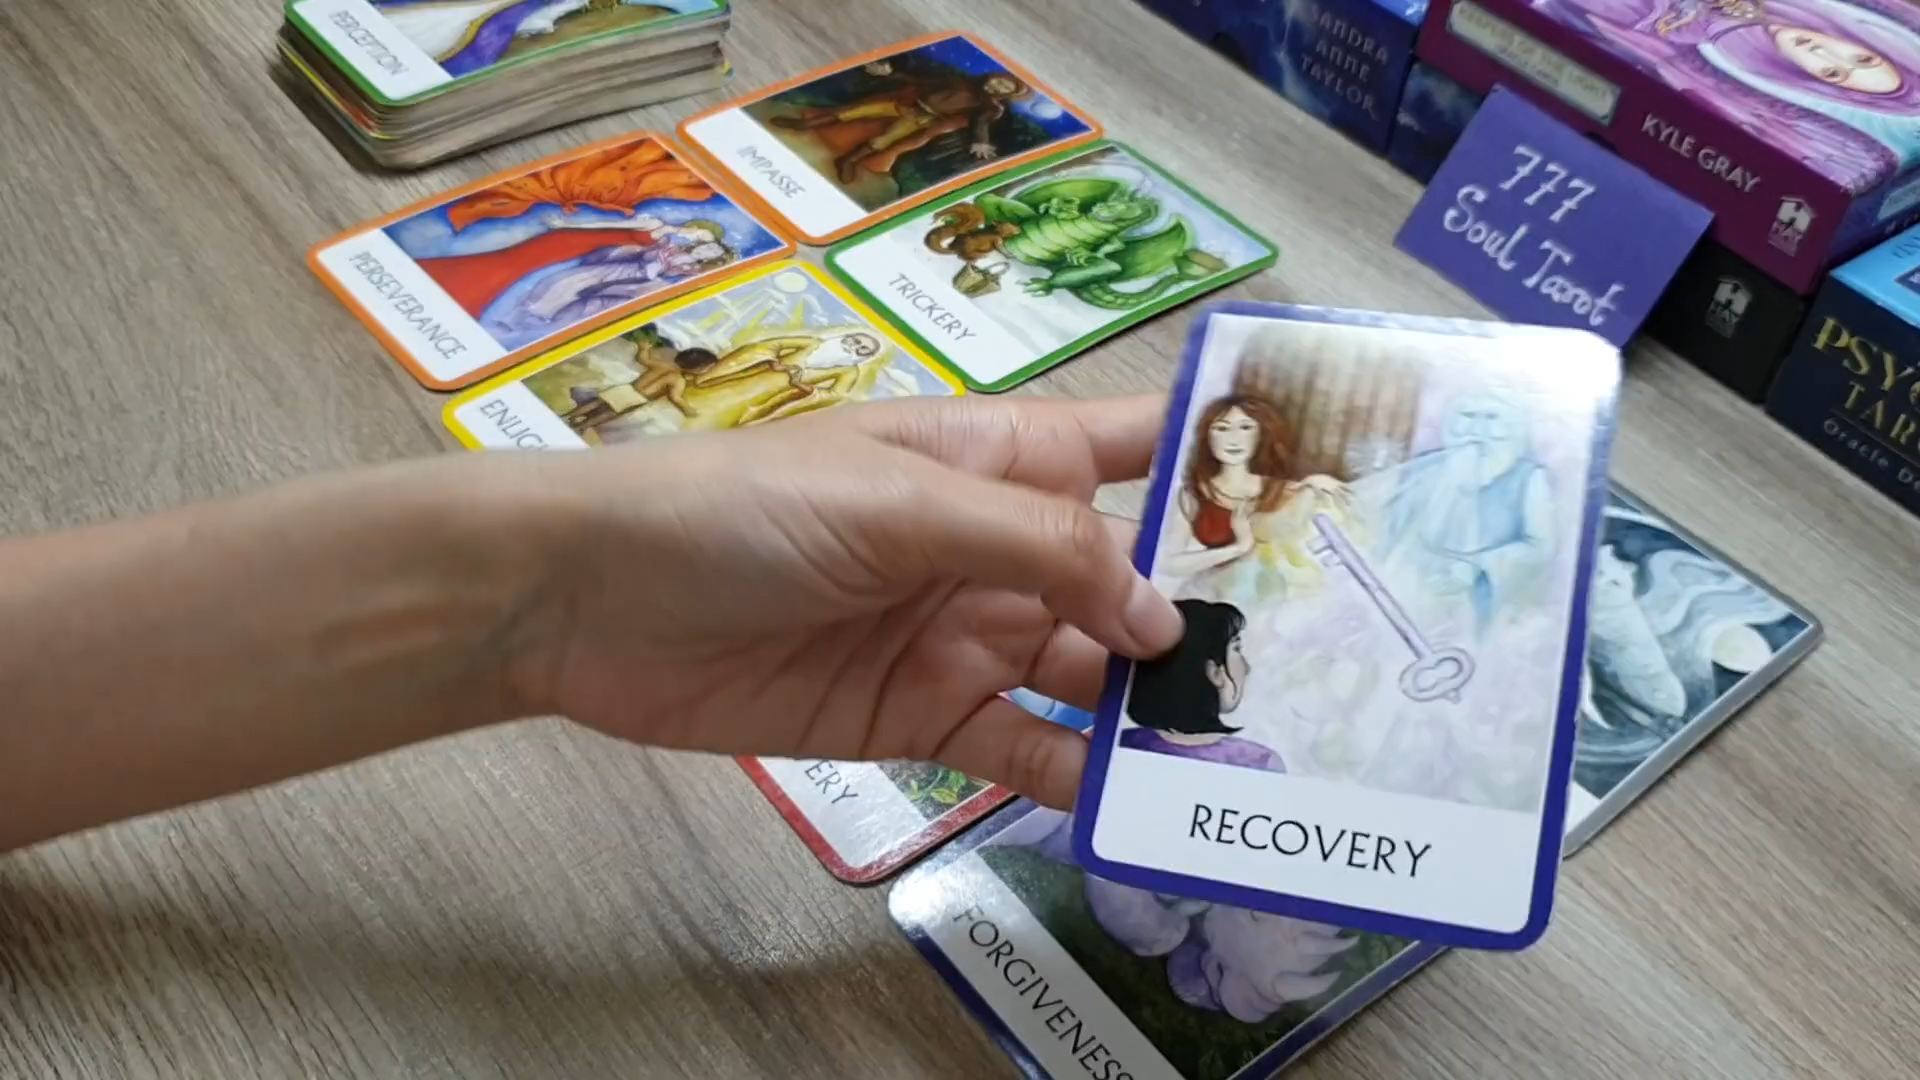 PERCEPTION
SANDRA
ANNE
TAYLOR
KYLE GRAY
777
Soul Tarot
IMPASSE
PERSEVERANCE
TRICKERY
ENLIG
PSY
TAR
Oracle De
RECOVERY
ERY
FORGIVENESS